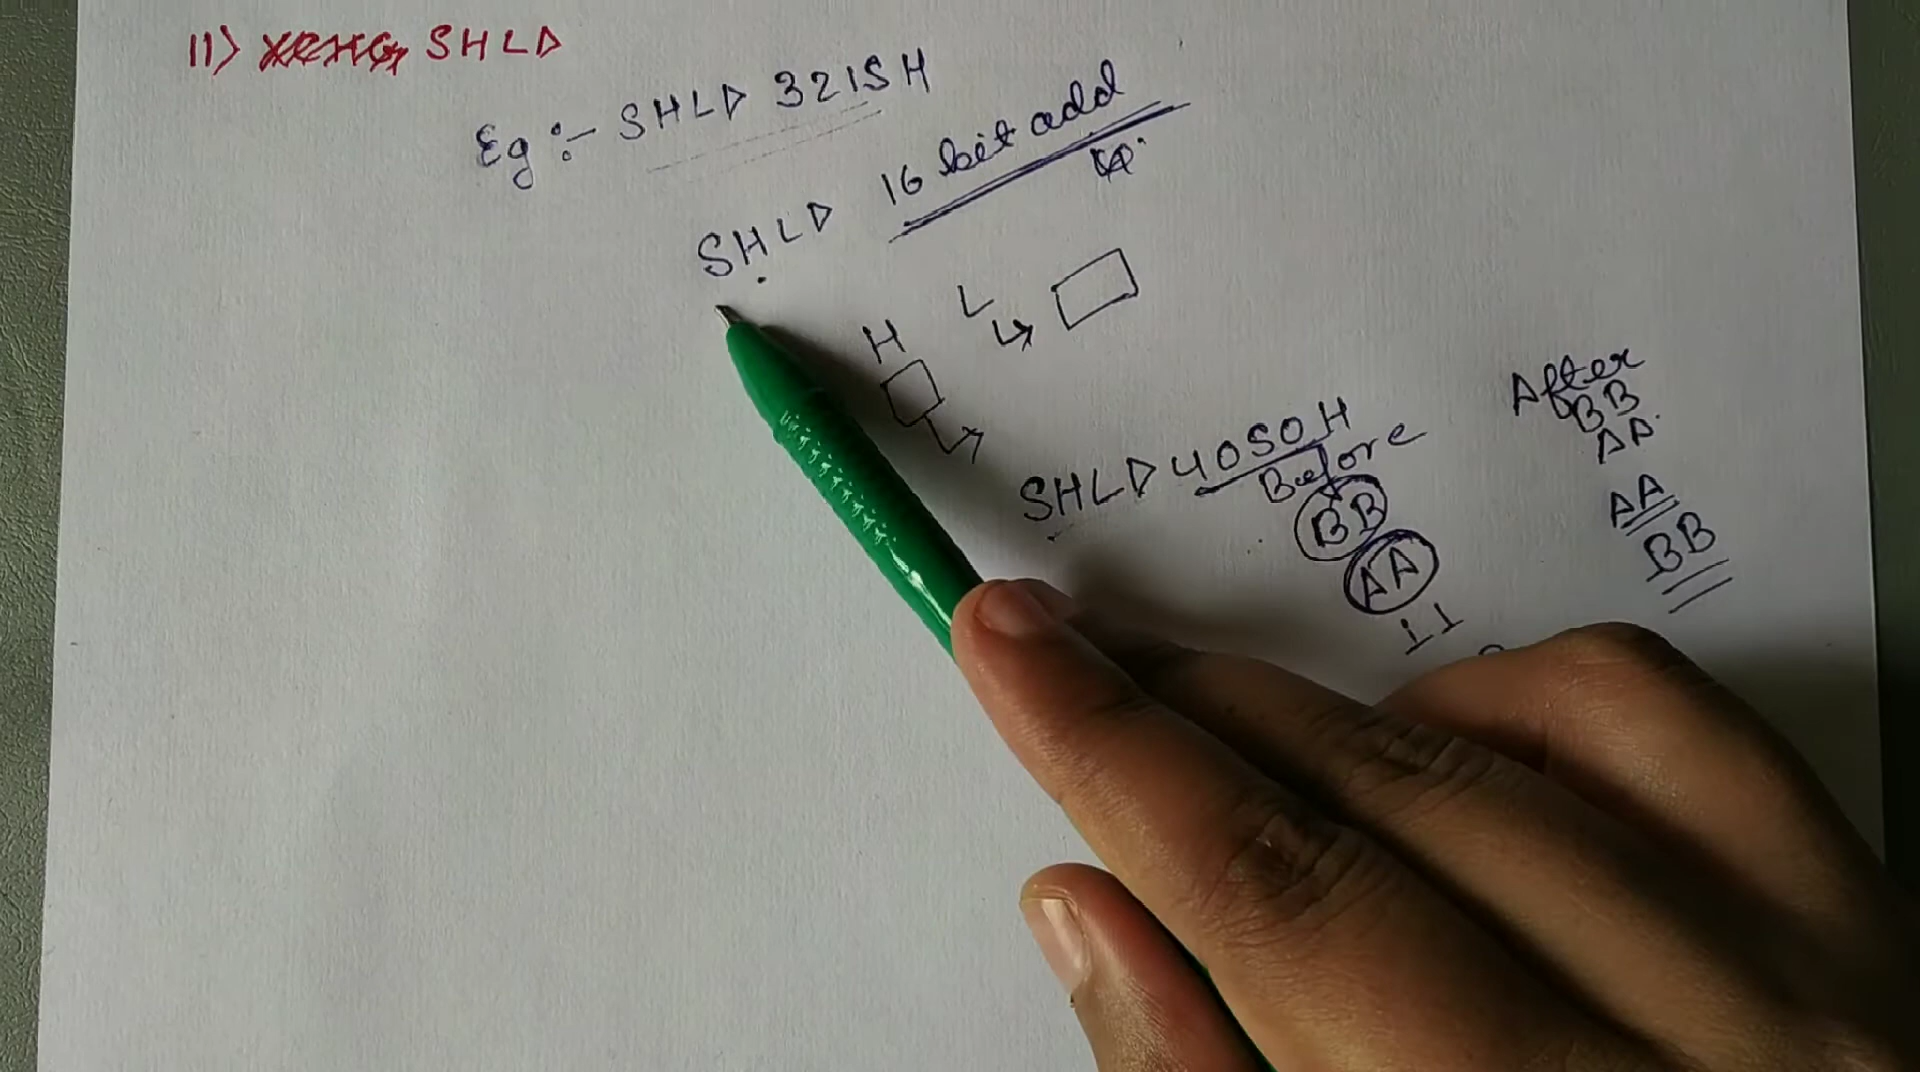 11) SHLD
Eg :- SHLD 3215H
SHLD 16 bit add
H L
SHLD 4050H
Before After
BB BB
AA AA
11 AA
BB